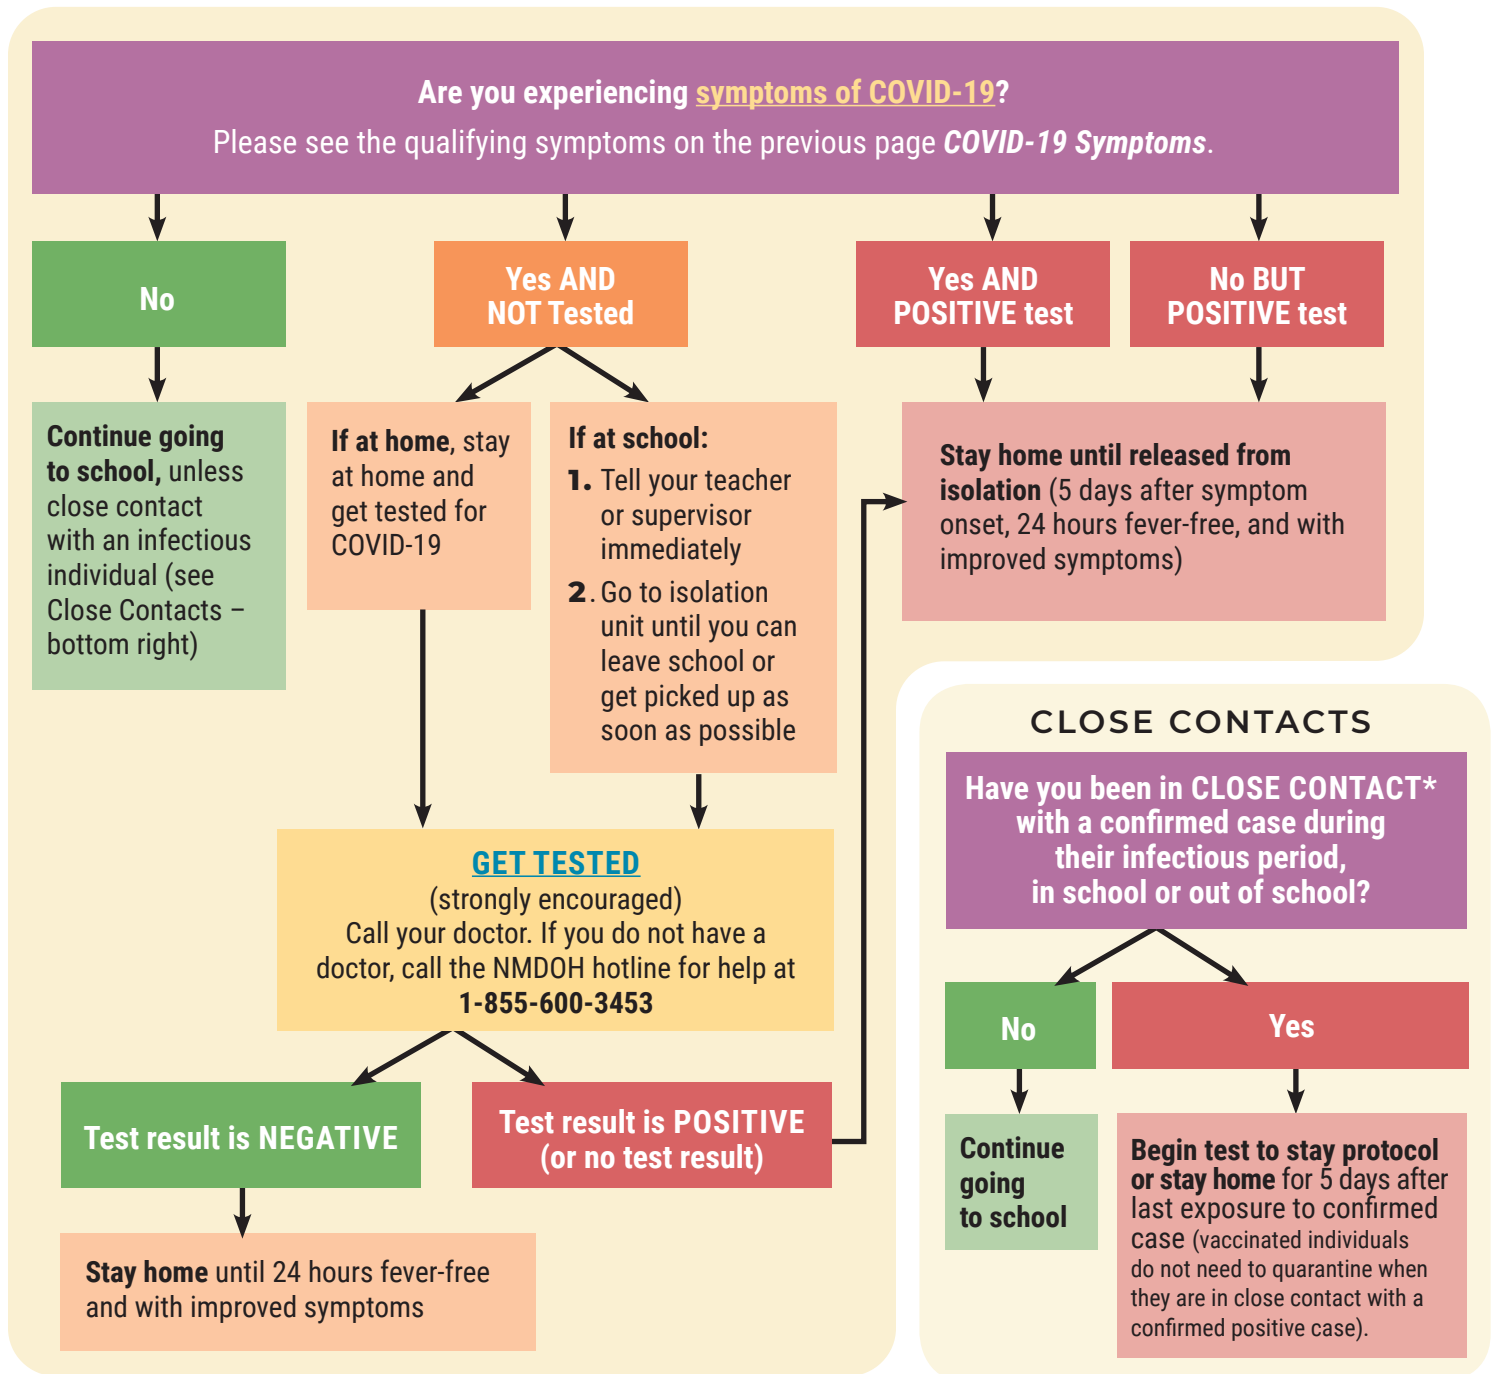 Are you experiencing symptoms of COVID-19?
Please see the qualifying symptoms on the previous page COVID-19 Symptoms.
No
Yes AND
NOT Tested
Yes AND
POSITIVE test
No BUT
POSITIVE test
Continue going
to school, unless
close contact
with an infectious
individual (see
Close Contacts –
bottom right)
If at home, stay
at home and
get tested for
COVID-19
If at school:
1. Tell your teacher
or supervisor
immediately
2. Go to isolation
unit until you can
leave school or
get picked up as
soon as possible
Stay home until released from
isolation (5 days after symptom
onset, 24 hours fever-free, and with
improved symptoms)
GET TESTED
(strongly encouraged)
Call your doctor. If you do not have a
doctor, call the NMDOH hotline for help at
1-855-600-3453
Test result is NEGATIVE
Test result is POSITIVE
(or no test result)
Stay home until 24 hours fever-free
and with improved symptoms
CLOSE CONTACTS
Have you been in CLOSE CONTACT*
with a confirmed case during
their infectious period,
in school or out of school?
No
Yes
Continue
going
to school
Begin test to stay protocol
or stay home for 5 days after
last exposure to confirmed
case (vaccinated individuals
do not need to quarantine when
they are in close contact with a
confirmed positive case).